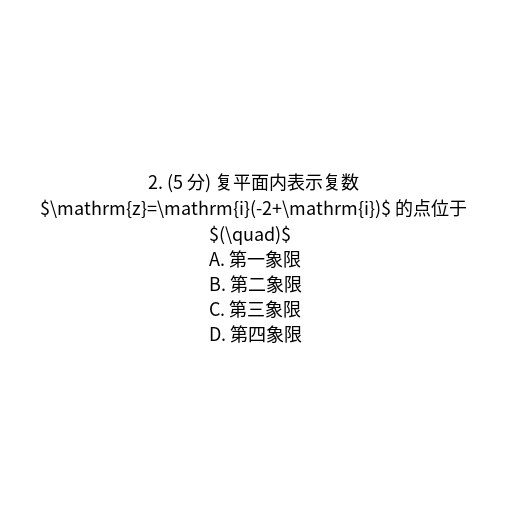 2. (5 分) 复平面内表示复数
$\mathrm{z}=\mathrm{i}(-2+\mathrm{i})$ 的点位于
$(\quad)$
A. 第一象限
B. 第二象限
C. 第三象限
D. 第四象限